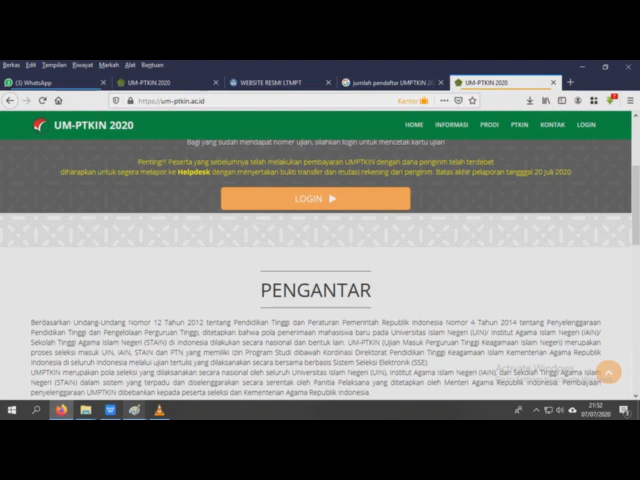 Berkas Edit Tampilan Riwayat Markah Alat Bantuan
(3) WhatsApp
UM-PTKIN 2020
WEBSITE RESMI LTMPT
jumlah pendaftar UMPTKIN 20
UM-PTKIN 2020
https://um-ptkin.ac.id
Kantor
UM-PTKIN 2020
HOME INFORMASI PRODI PTKIN KONTAK LOGIN
Bagi yang sudah mendapat nomer ujian, silahkan login untuk mencetak kartu ujian
Penting!!! Peserta yang sebelumnya telah melakukan pembayaran UMPTKIN dengan dana pengirim telah terdebet
diharapkan untuk segera melapor ke Helpdesk dengan menyertakan bukti transfer dan mutasi rekening dari pengirim. Batas akhir pelaporan tangggal 20 Juli 2020
LOGIN
PENGANTAR
Berdasarkan Undang-Undang Nomor 12 Tahun 2012 tentang Pendidikan Tinggi dan Peraturan Pemerintah Republik Indonesia Nomor 4 Tahun 2014 tentang Penyelenggaraan
Pendidikan Tinggi dan Pengelolaan Perguruan Tinggi, ditetapkan bahwa pola penerimaan mahasiswa baru pada Universitas Islam Negeri (UIN)/ Institut Agama Islam Negeri (IAIN)/
Sekolah Tinggi Agama Islam Negeri (STAIN) di Indonesia dilakukan secara nasional dan bentuk lain. UM-PTKIN (Ujian Masuk Perguruan Tinggi Keagamaan Islam Negeri) merupakan
proses seleksi masuk UIN, IAIN, STAIN dan PTN yang memiliki Izin Program Studi dibawah Kordinasi Direktorat Pendidikan Tinggi Keagamaan Islam Kementerian Agama Republik
Indonesia di seluruh Indonesia melalui ujian tertulis yang dilaksanakan secara bersama berbasis Sistem Seleksi Elektronik (SSE).
UMPTKIN merupakan pola seleksi yang dilaksanakan secara nasional oleh seluruh Universitas Islam Negeri (UIN), Institut Agama Islam Negeri (IAIN), dan Sekolah Tinggi Agama Islam
Negeri (STAIN) dalam sistem yang terpadu dan diselenggarakan secara serentak oleh Panitia Pelaksana yang ditetapkan oleh Menteri Agama Republik Indonesia. Pembiayaan
penyelenggaraan UMPTKIN dibebankan kepada peserta seleksi dan Kementerian Agama Republik Indonesia.
Activate Windows
21:52
07/07/2020